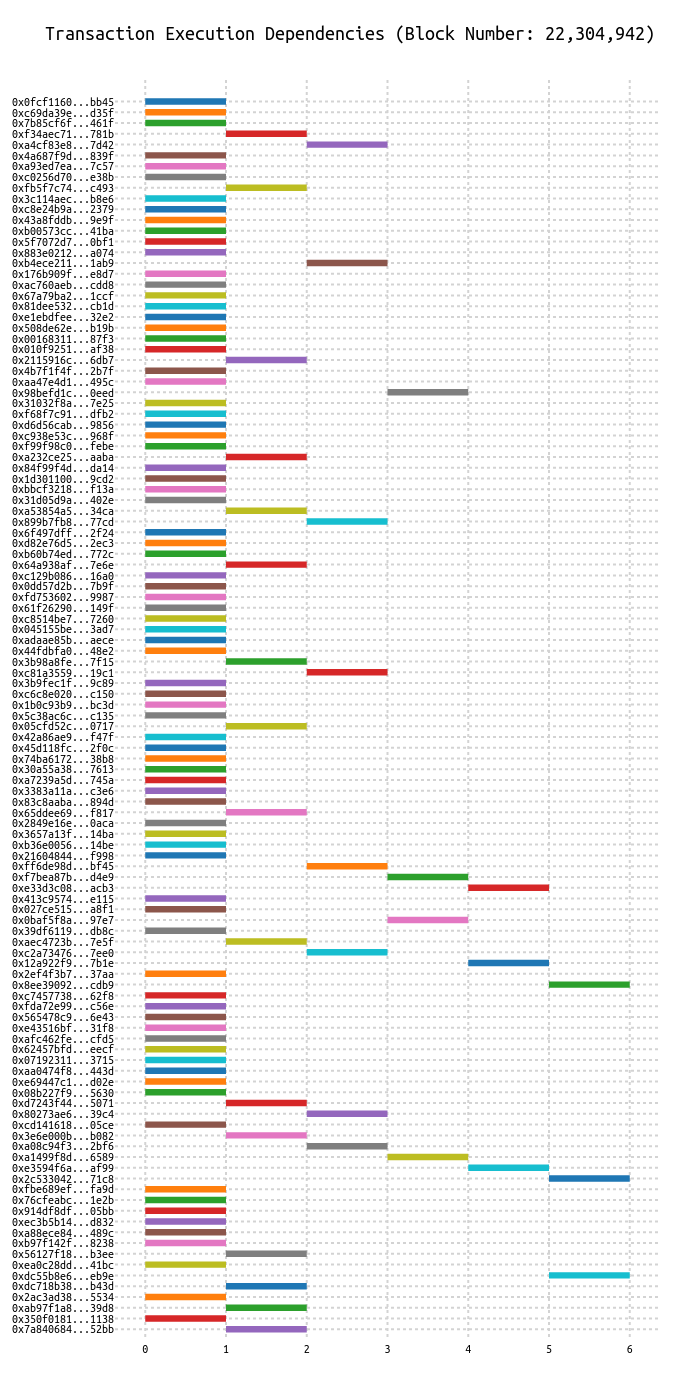 Transaction Execution Dependencies (Block Number: 22,304,942)
0x0fcf1160...bb45
0xc69da39e...d35f
0x7b85cf6f...461f
0xf34aec71...781b
0xa4cf83e8...7d42
0x4a687f9d...839f
0xa93ed7ea...7c57
0xc0256d70...e38b
0xfb5f7c74...c493
0x3c114aec...b8e6
0xc8e24b9a...2379
0x43a8fddb...9e9f
0xb00573cc...41ba
0x5f7072d7...0bf1
0x883e0212...a074
0xb4ece211...1ab9
0x176b909f...e8d7
0xac760aeb...cdd8
0x67a79ba2...1ccf
0x81dee532...cb1d
0xe1ebdfee...32e2
0x508de62e...b19b
0x00168311...87f3
0x010f9251...af38
0x2115916c...6db7
0x4b7f1f4f...2b7f
0xaa47e4d1...495c
0x98befd1c...0eed
0x31032f8a...7e25
0xf68f7c91...dfb2
0xd6d56cab...9856
0xc938e53c...968f
0xf99f98c0...febe
0xa232ce25...aaba
0x84f99f4d...da14
0x1d301100...9cd2
0xbbcf3218...f13a
0x31d05d9a...402e
0xa53854a5...34ca
0x899b7fb8...77cd
0x6f497dff...2f24
0xd82e76d5...2ec3
0xb60b74ed...772c
0x64a938af...7e6e
0xc129b086...16a0
0x0dd57d2b...7b9f
0xfd753602...9987
0x61f26290...149f
0xc8514be7...7260
0x045155be...3ad7
0xadaae85b...aece
0x44fdbfa0...48e2
0x3b98a8fe...7f15
0xc81a3559...19c1
0x3b9fec1f...9c89
0xc6c8e020...c150
0x1b0c93b9...bc3d
0x5c38ac6c...c135
0x05cfd52c...0717
0x42a86ae9...f47f
0x45d118fc...2f0c
0x74ba6172...38b8
0x30a55a38...7613
0xa7239a5d...745a
0x3383a11a...c3e6
0x83c8aaba...894d
0x65ddee69...f817
0x2849e16e...0aca
0x3657a13f...14ba
0xb36e0056...14be
0x21604844...f998
0xff6de98d...bf45
0xf7bea87b...d4e9
0xe33d3c08...acb3
0x413c9574...e115
0x027ce515...a8f1
0x0baf5f8a...97e7
0x39df6119...db8c
0xaec4723b...7e5f
0xc2a73476...7ee0
0x12a922f9...7b1e
0x2ef4f3b7...37aa
0x8ee39092...cdb9
0xc7457738...62f8
0xfda72e99...c56e
0x565478c9...6e43
0xe43516bf...31f8
0xafc462fe...cfd5
0x62457bfd...eecf
0x07192311...3715
0xaa0474f8...443d
0xe69447c1...d02e
0x08b227f9...5630
0xd7243f44...5071
0x80273ae6...39c4
0xcd141618...05ce
0x3e6e000b...b082
0xa08c94f3...2bf6
0xa1499f8d...6589
0xe3594f6a...af99
0x2c533042...71c8
0xfbe689ef...fa9d
0x76cfeabc...1e2b
0x914df8df...05bb
0xec3b5b14...d832
0xa88ece84...489c
0xb97f142f...8238
0x56127f18...b3ee
0xea0c28dd...41bc
0xdc55b8e6...eb9e
0xdc718b38...b43d
0x2ac3ad38...5534
0xab97f1a8...39d8
0x350f0181...1138
0x7a840684...52bb
0 1 2 3 4 5 6